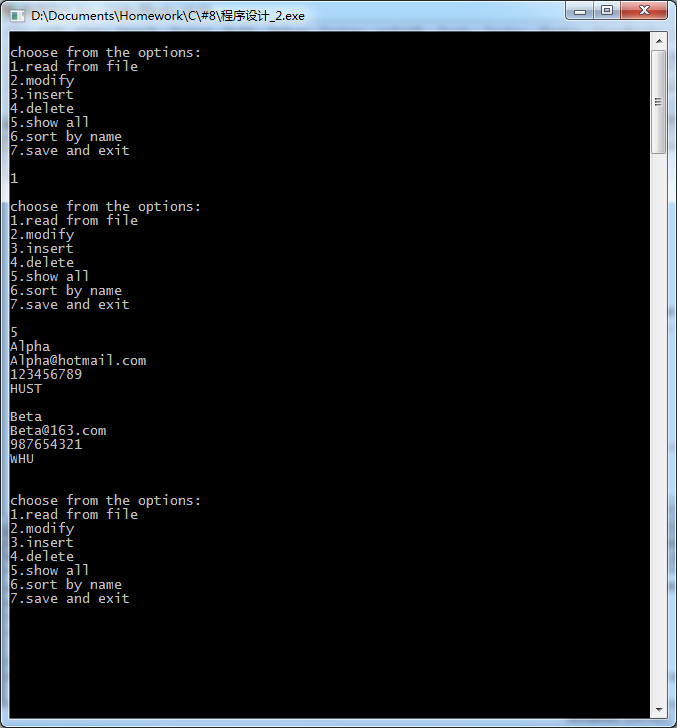 D:\Documents\Homework\C\#8\程序设计_2.exe
choose from the options:
1.read from file
2.modify
3.insert
4.delete
5.show all
6.sort by name
7.save and exit
1
choose from the options:
1.read from file
2.modify
3.insert
4.delete
5.show all
6.sort by name
7.save and exit
5
Alpha
Alpha@hotmail.com
123456789
HUST
Beta
Beta@163.com
987654321
WHU
choose from the options:
1.read from file
2.modify
3.insert
4.delete
5.show all
6.sort by name
7.save and exit